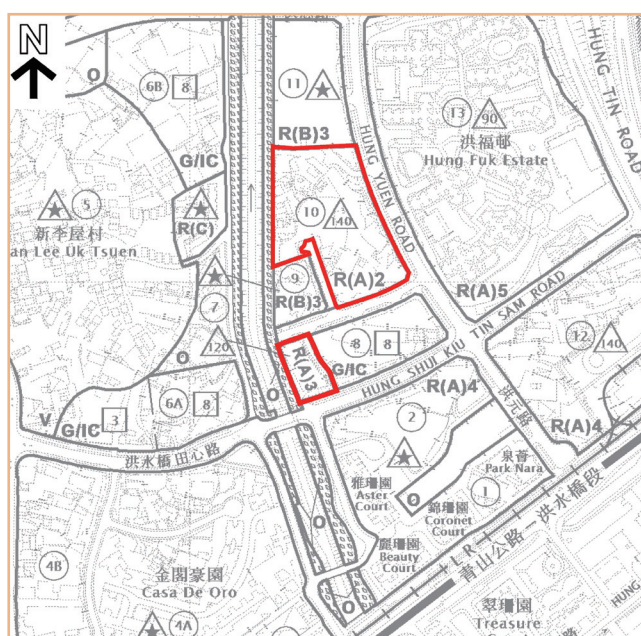 N
O
6B 8
11
HUNG TIN ROAD
R(B)3
13 90
洪福邨
Hung Fuk Estate
HUNG YUEN ROAD
G/IC
5
R(C)
新李屋村
an Lee Uk Tsuen
10 140
9
R(B)3
R(A)2
R(A)5
7
120
O
R(A)3
8 8
G/IC
HUNG SHUI KIU TIN SAM ROAD
12 140
6A 8
O
R(A)4
V
G/IC 3
2
洪元路
R(A)4
洪水橋田心路
泉薈
Park Nara
雅珊園
Aster
Court
O
錦珊園
Coronet
Court
1
O
麗珊園
Beauty
Court
L R
青山公路－洪水橋段
4B
金閣豪園
Casa De Oro
O
翠珊園
Treasure
4A
HUNG